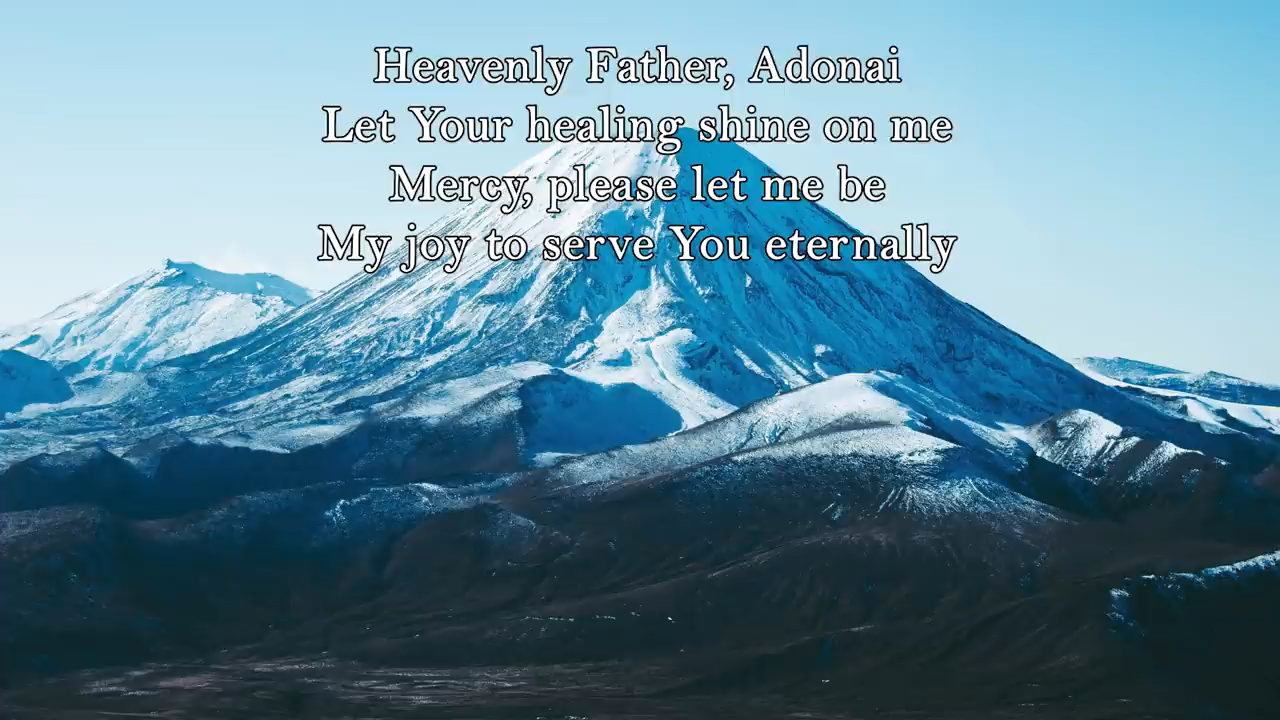 Heavenly Father, Adonai
Let Your healing shine on me
Mercy, please let me be
My joy to serve You eternally